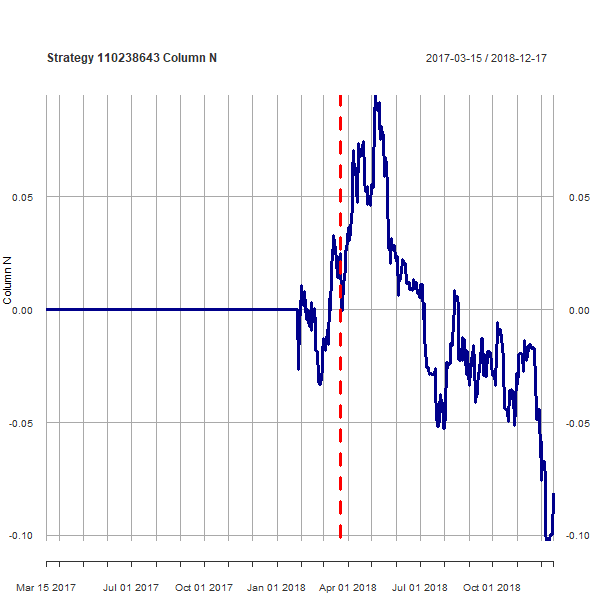 Strategy 110238643 Column N 2017-03-15 / 2018-12-17
0.05 0.05
Column N
0.00 0.00
-0.05 -0.05
-0.10 -0.10
Mar 15 2017 Jul 01 2017 Oct 01 2017 Jan 01 2018 Apr 01 2018 Jul 01 2018 Oct 01 2018